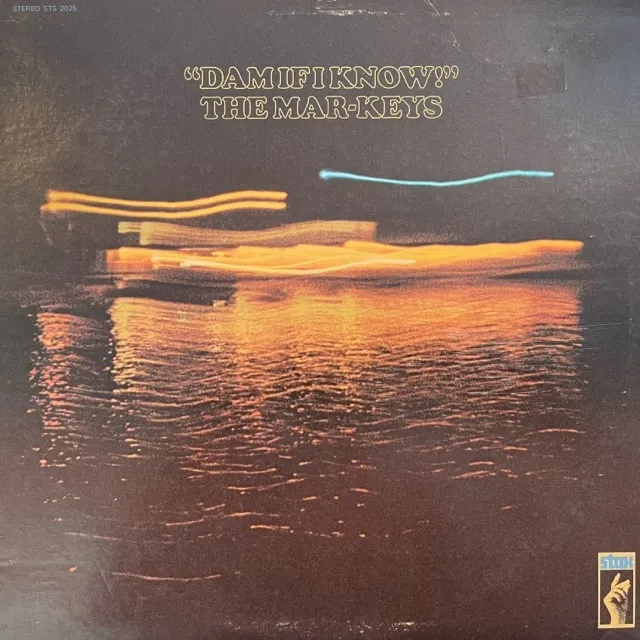 STEREO STS 2025
“DAM IF I KNOW!”
THE MAR-KEYS
stax